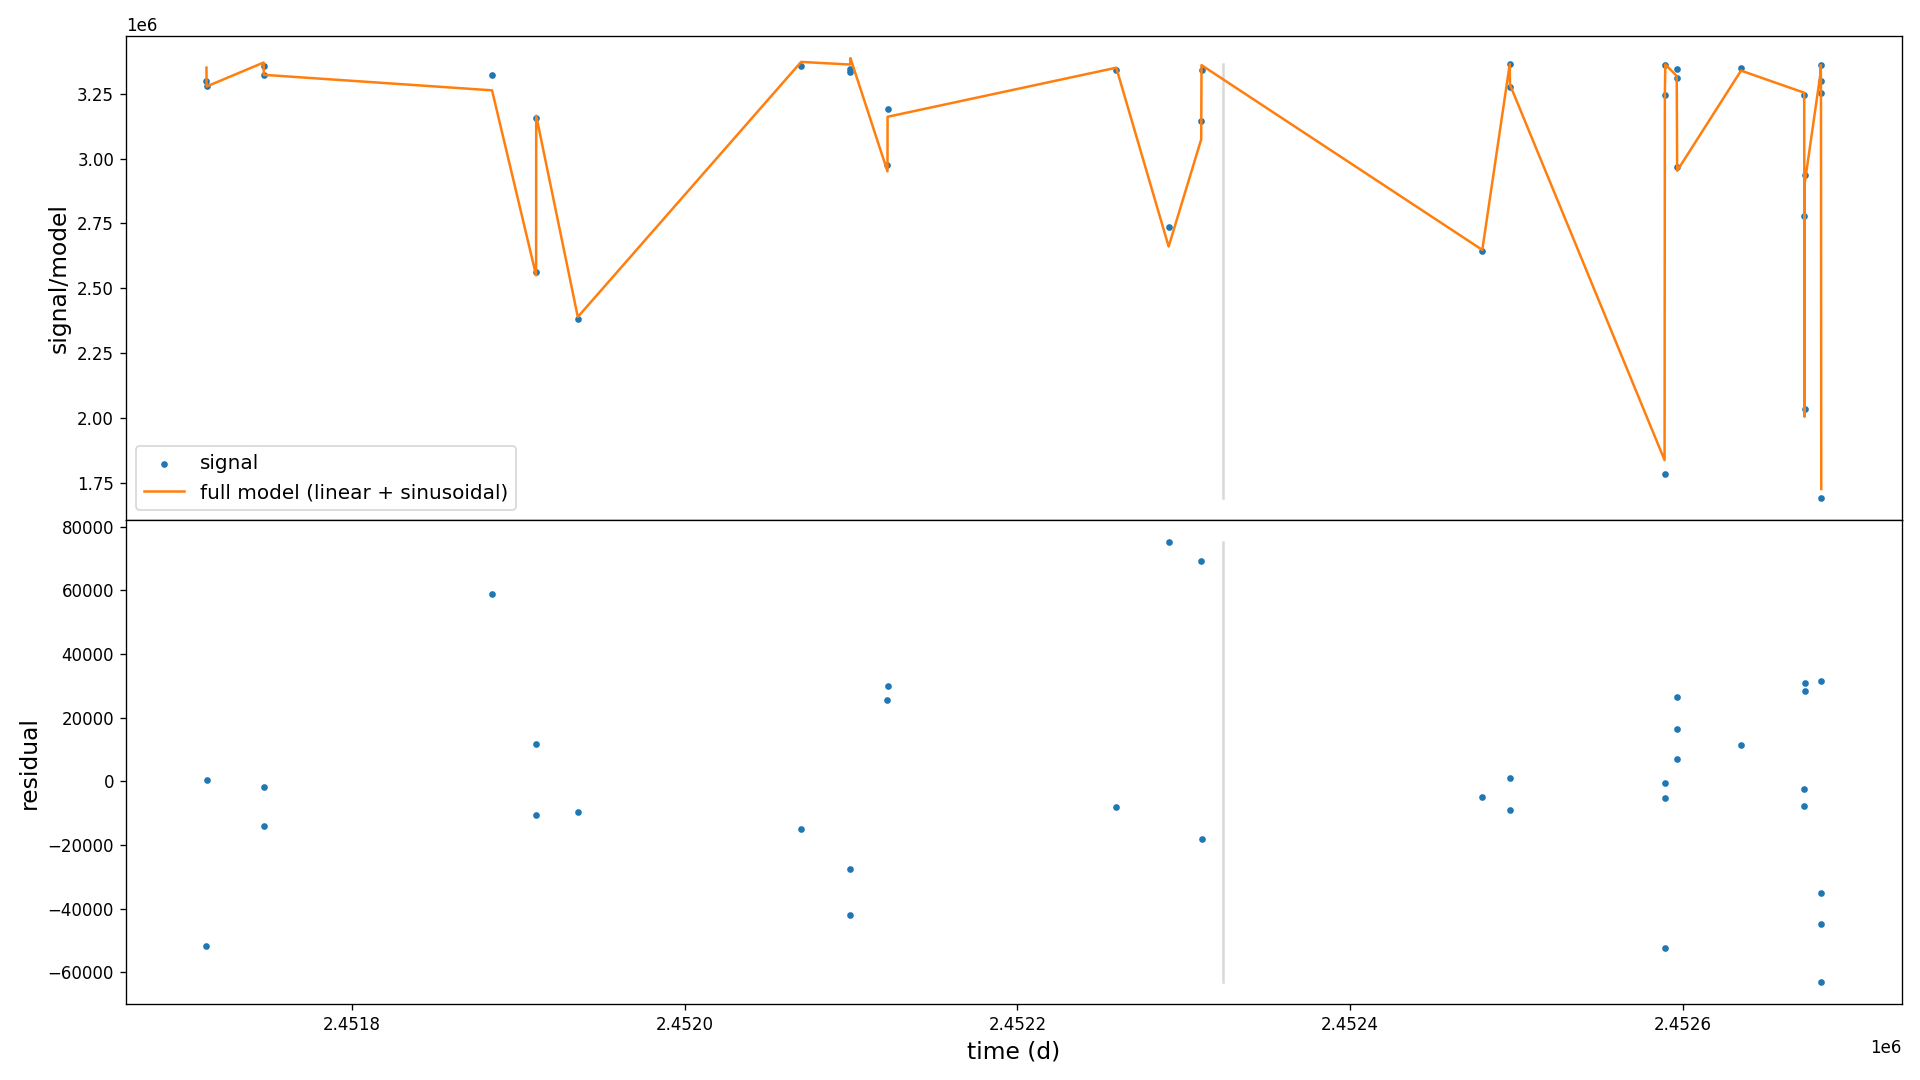 1e6
3.25
3.00
2.75
2.50
2.25
2.00
1.75
signal/model
signal
full model (linear + sinusoidal)
80000
60000
40000
20000
0
−20000
−40000
−60000
residual
2.4518 2.4520 2.4522 2.4524 2.4526
time (d)
1e6